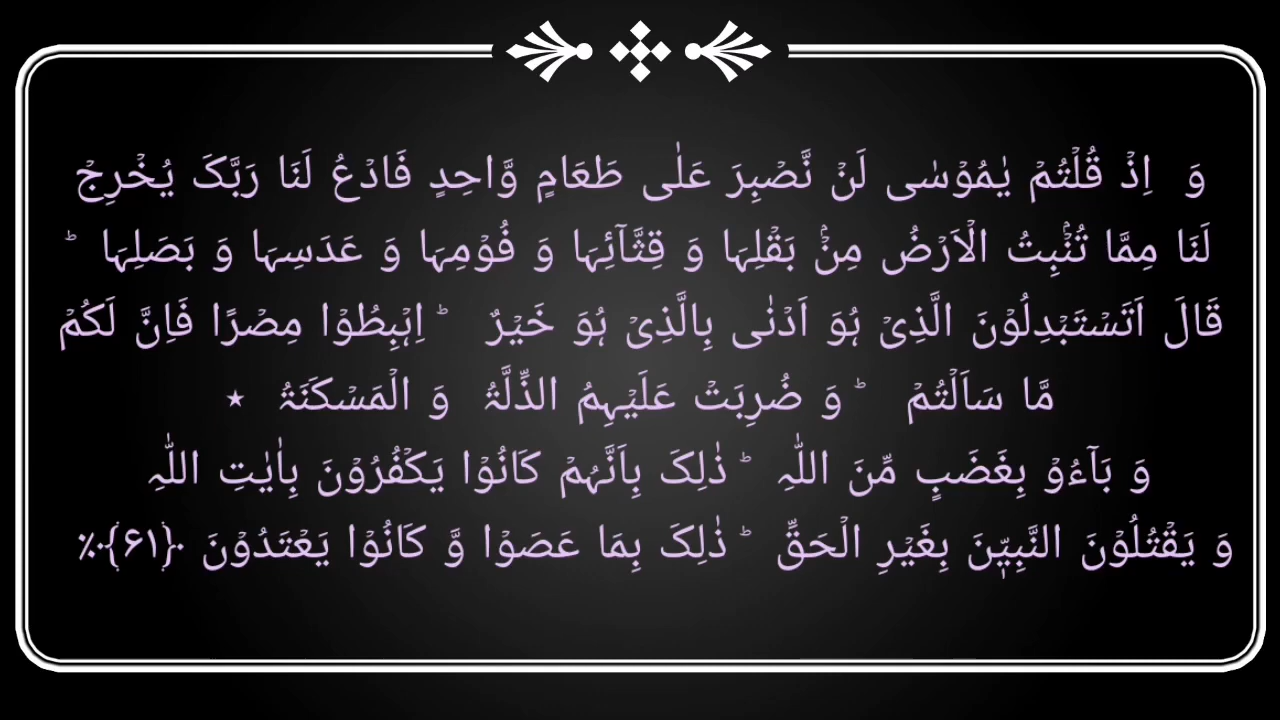 وَ اِذۡ قُلۡتُمۡ یٰمُوۡسٰی لَنۡ نَّصۡبِرَ عَلٰی طَعَامٍ وَّاحِدٍ فَادۡعُ لَنَا رَبَّکَ یُخۡرِجۡ
لَنَا مِمَّا تُنۡۢبِتُ الۡاَرۡضُ مِنۡۢ بَقۡلِہَا وَ قِثَّآئِہَا وَ فُوۡمِہَا وَ عَدَسِہَا وَ بَصَلِہَا ؕ
قَالَ اَتَسۡتَبۡدِلُوۡنَ الَّذِیۡ ہُوَ اَدۡنٰی بِالَّذِیۡ ہُوَ خَیۡرٌ ؕ اِہۡبِطُوۡا مِصۡرًا فَاِنَّ لَکُمۡ
مَّا سَاَلۡتُمۡ ؕ وَ ضُرِبَتۡ عَلَیۡہِمُ الذِّلَّۃُ وَ الۡمَسۡکَنَۃُ ٭
وَ بَآءُوۡ بِغَضَبٍ مِّنَ اللّٰہِ ؕ ذٰلِکَ بِاَنَّہُمۡ کَانُوۡا یَکۡفُرُوۡنَ بِاٰیٰتِ اللّٰہِ
وَ یَقۡتُلُوۡنَ النَّبِیّٖنَ بِغَیۡرِ الۡحَقِّ ؕ ذٰلِکَ بِمَا عَصَوۡا وَّ کَانُوۡا یَعۡتَدُوۡنَ ﴿۶۱﴾٪